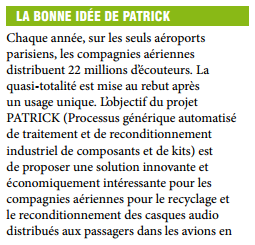 LA BONNE IDÉE DE PATRICK
Chaque année, sur les seuls aéroports
parisiens, les compagnies aériennes
distribuent 22 millions d’écouteurs. La
quasi-totalité est mise au rebut après
un usage unique. L’objectif du projet
PATRICK (Processus générique automatisé
de traitement et de reconditionnement
industriel de composants et de kits) est
de proposer une solution innovante et
économiquement intéressante pour les
compagnies aériennes pour le recyclage et
le reconditionnement des casques audio
distribués aux passagers dans les avions en